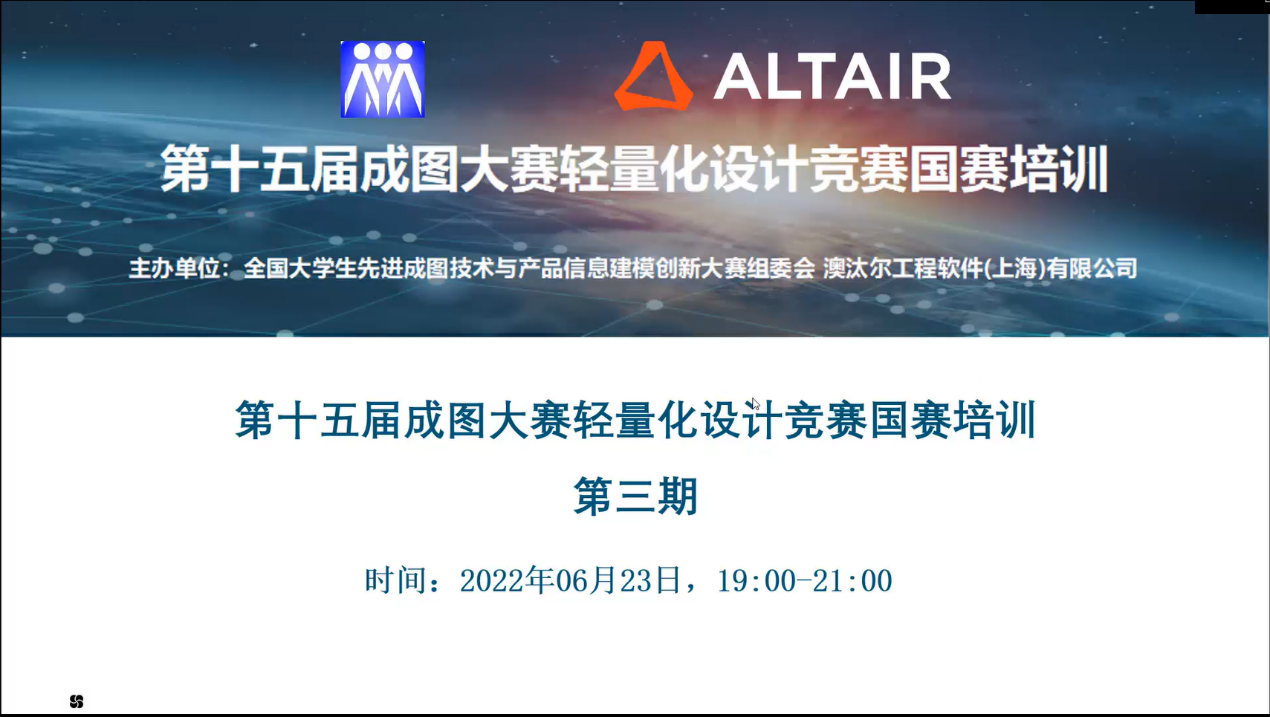 ALTAIR
第十五届成图大赛轻量化设计竞赛国赛培训
主办单位：全国大学生先进成图技术与产品信息建模创新大赛组委会 澳汰尔工程软件(上海)有限公司
第十五届成图大赛轻量化设计竞赛国赛培训
第三期
时间：2022年06月23日，19:00-21:00